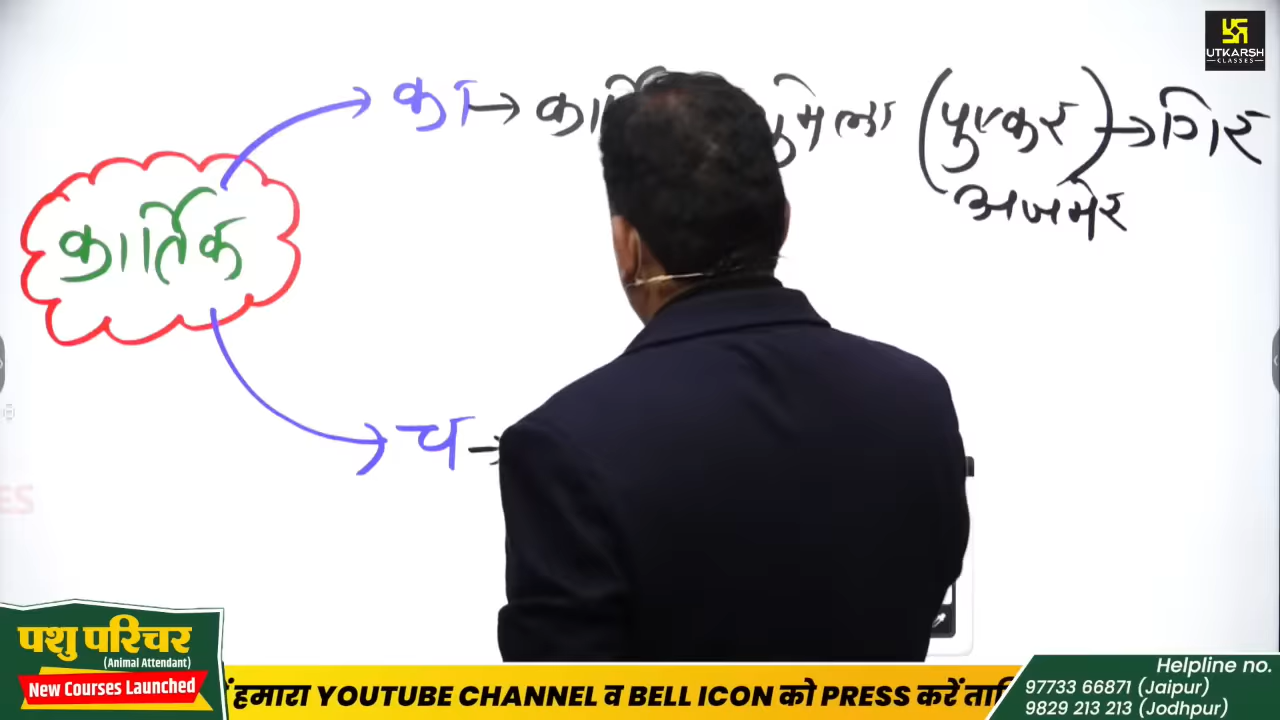 UTKARSH
CLASSES
का → ुमेला (पुष्कर) → गिर
अजमेर
कार्तिक
च →
पशु परिचर
(Animal Attendant)
New Courses Launched
हमारा YOUTUBE CHANNEL व BELL ICON को PRESS करें
Helpline no.
97733 66871 (Jaipur)
9829 213 213 (Jodhpur)